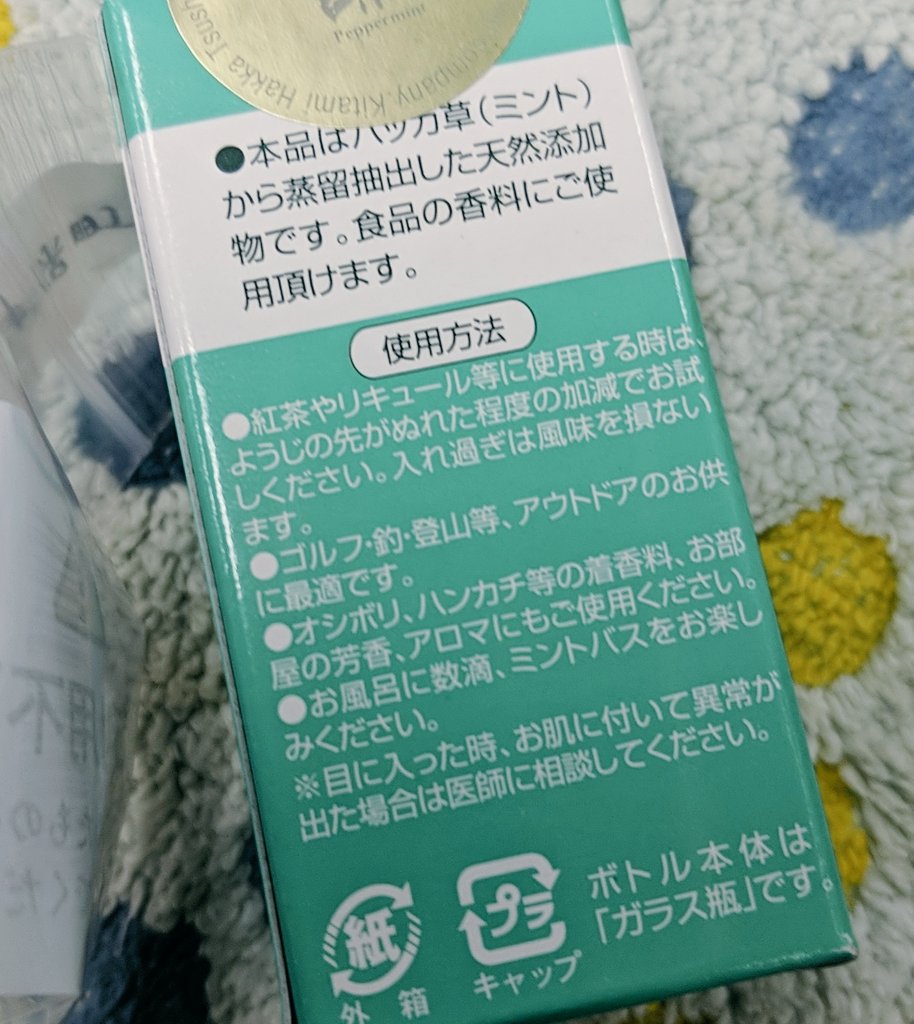 Peppermint
company.Kitami Hakka Tsush
●本品はハッカ草(ミント)
から蒸留抽出した天然添加
物です。食品の香料にご使
用頂けます。
使用方法
●紅茶やリキュール等に使用する時は、
ようじの先がぬれた程度の加減でお試
しください。入れ過ぎは風味を損ない
ます。
●ゴルフ・釣・登山等、アウトドアのお供
に最適です。
●オシボリ、ハンカチ等の着香料、お部
屋の芳香、アロマにもご使用ください。
●お風呂に数滴、ミントバスをお楽し
みください。
※目に入った時、お肌に付いて異常が
出た場合は医師に相談してください。
紙
外箱
プラ
キャップ
ボトル本体は
「ガラス瓶」です。